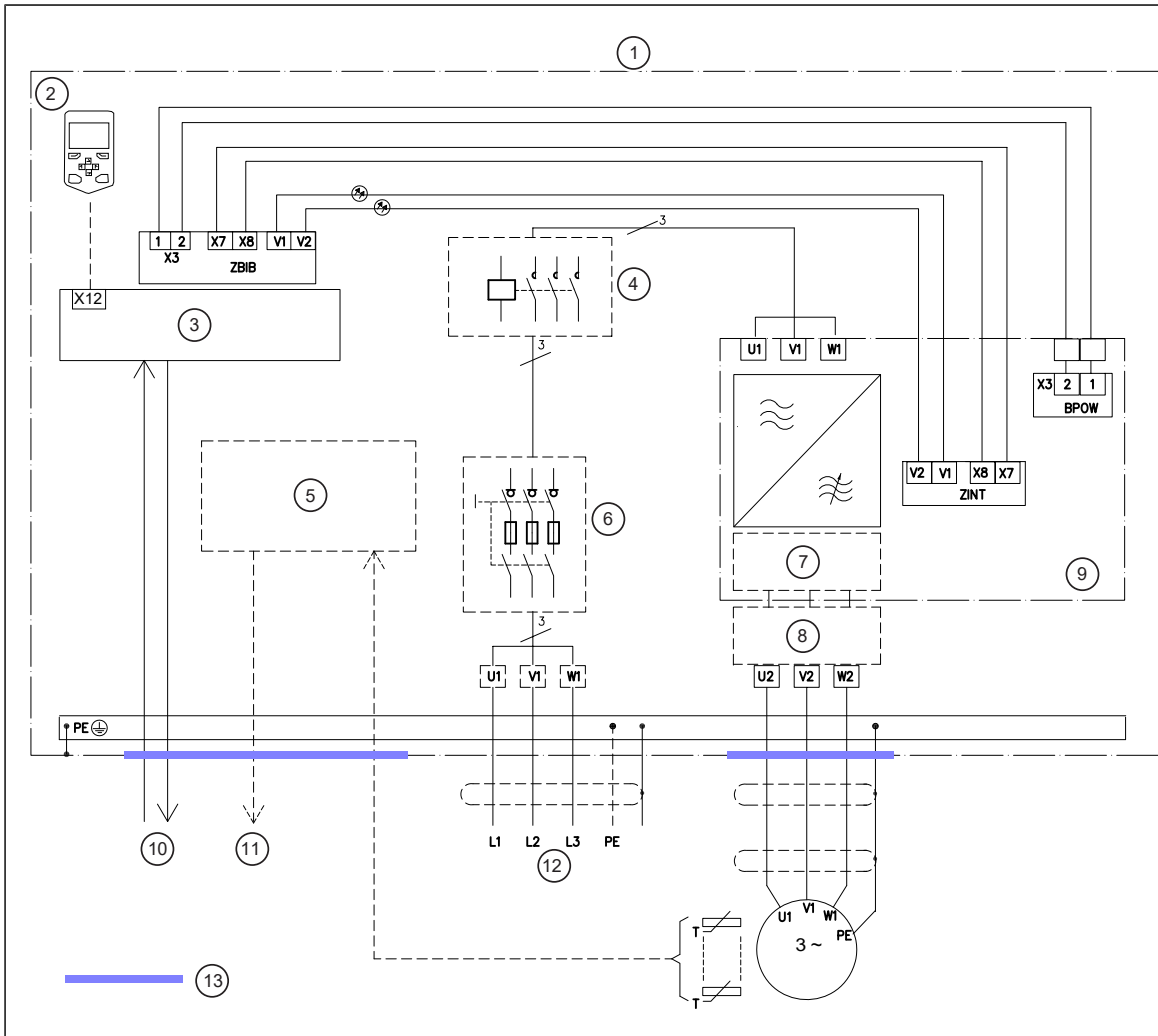 1
2
1 2 X7 X8 V1 V2
X3
ZBIB
3
4
X12
3
3
U1 V1 W1
X3 2 1
BPOW
5
6
V2 V1 X8 X7
ZINT
7
9
3
8
U1 V1 W1
U2 V2 W2
PE
10
11
L1 L2 L3 PE
12
U1 V1 W1
PE
3 ~
T
T
13